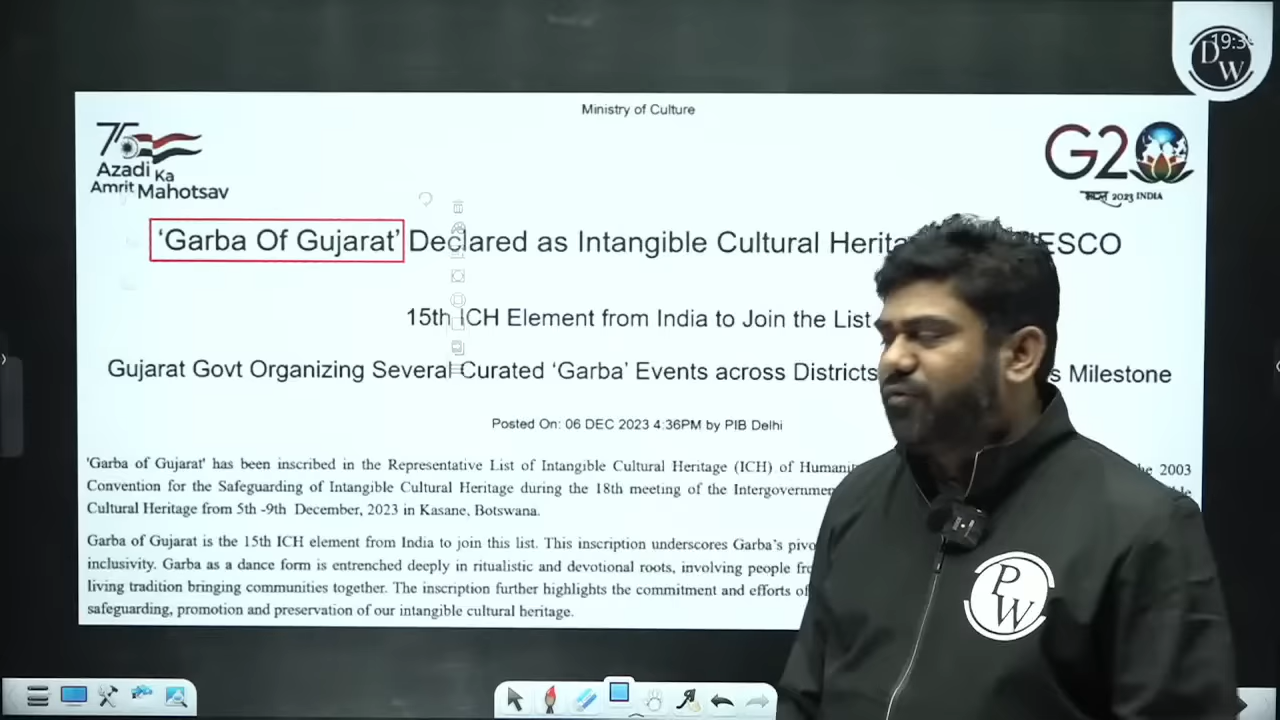 19:3
D
W
Ministry of Culture
75
Azadi Ka
Amrit Mahotsav
G20
2023 INDIA
'Garba Of Gujarat' Declared as Intangible Cultural ESCO
15th ICH Element from India to Join the List
Gujarat Govt Organizing Several Curated 'Garba' Events across Districts s Milestone
Posted On: 06 DEC 2023 4:36PM by PIB Delhi
'Garba of Gujarat' has been inscribed in the Representative List of Intangible Cultural Heritage (ICH) of 2003
Convention for the Safeguarding of Intangible Cultural Heritage during the 18th meeting of the
Cultural Heritage from 5th -9th December, 2023 in Kasane, Botswana.
Garba of Gujarat is the 15th ICH element from India to join this list. This inscription underscores Garba's
inclusivity. Garba as a dance form is entrenched deeply in ritualistic and devotional roots, involving people
living tradition bringing communities together. The inscription further highlights the commitment and efforts of
safeguarding, promotion and preservation of our intangible cultural heritage.
P
W